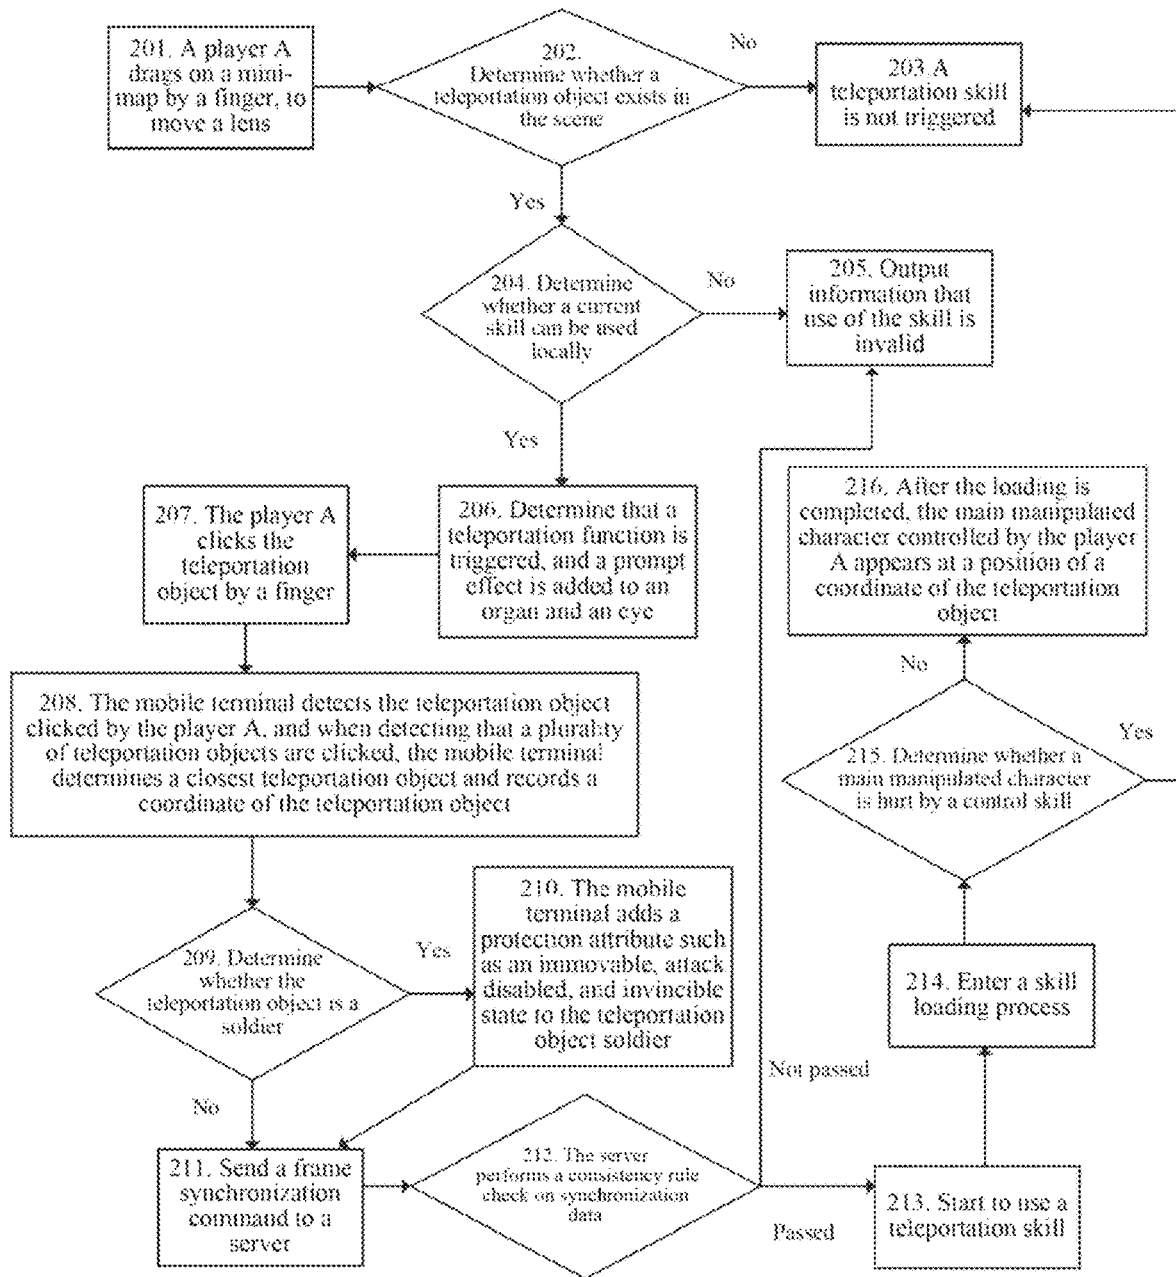 201. A player A
drags on a mini-
map by a finger, to
move a lens
202.
Determine whether a
teleportation object exists in
the scene
No
203 A
teleportation skill
is not triggered
Yes
204. Determine
whether a current
skill can be used
locally
No
205. Output
information that
use of the skill is
invalid
Yes
206. Determine that a
teleportation function is
triggered, and a prompt
effect is added to an
organ and an eye
207. The player A
clicks the
teleportation
object by a finger
208. The mobile terminal detects the teleportation object
clicked by the player A, and when detecting that a plurality
of teleportation objects are clicked, the mobile terminal
determines a closest teleportation object and records a
coordinate of the teleportation object
209. Determine
whether the
teleportation object is a
soldier
Yes
210. The mobile
terminal adds a
protection attribute such
as an immovable, attack
disabled, and invincible
state to the teleportation
object soldier
No
211. Send a frame
synchronization
command to a
server
212. The server
performs a consistency rule
check on synchronization
data
Not passed
Passed
213. Start to use a
teleportation skill
214. Enter a skill
loading process
215. Determine whether a
main manipulated character
is hurt by a control skill
Yes
No
216. After the loading is
completed, the main manipulated
character controlled by the player
A appears at a position of a
coordinate of the teleportation
object